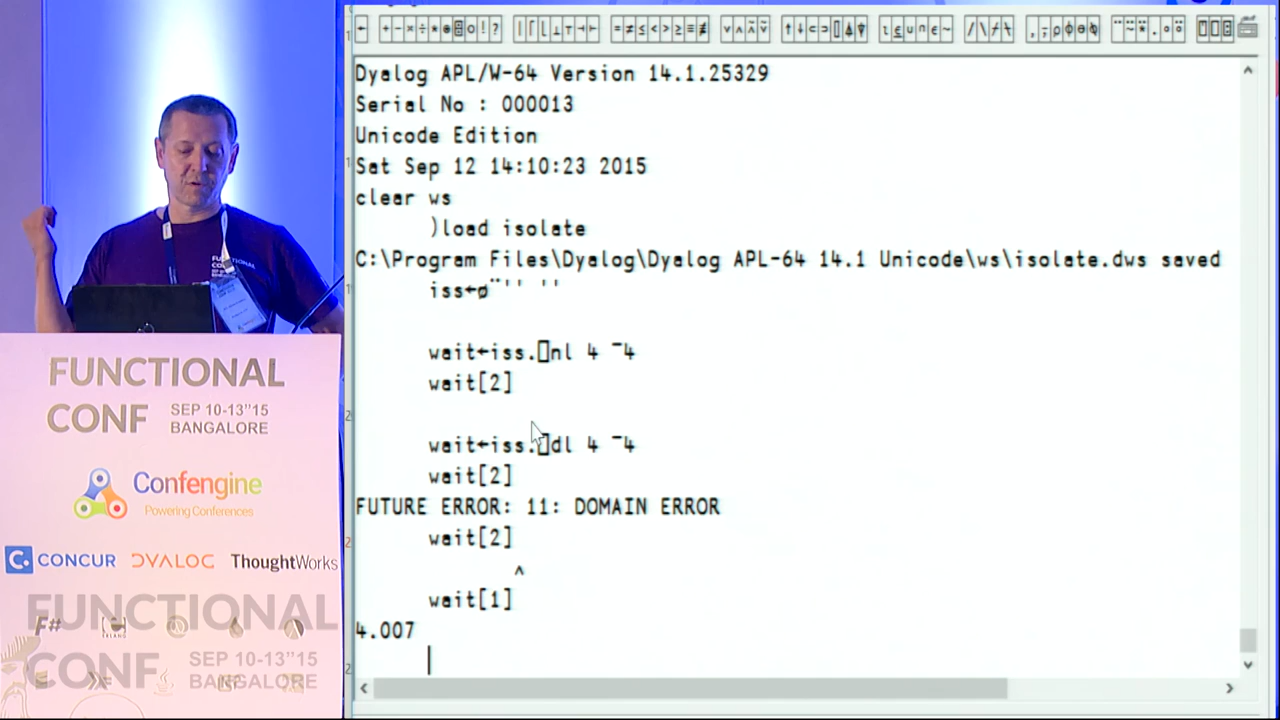 Dyalog APL/W-64 Version 14.1.25329
Serial No : 000013
Unicode Edition
Sat Sep 12 14:10:23 2015
clear ws
)load isolate
C:\Program Files\Dyalog\Dyalog APL-64 14.1 Unicode\ws\isolate.dws saved
iss←ø¨'' ''
wait←iss.⎕nl 4 ¯4
wait[2]
wait←iss.⎕dl 4 ¯4
wait[2]
FUTURE ERROR: 11: DOMAIN ERROR
wait[2]
^
wait[1]
4.007
FUNCTIONAL
CONF SEP 10-13"15
BANGALORE
Confengine
Powering Conferences
CONCUR DYALOC ThoughtWorks
FUNCTIONAL
F#
CONF SEP 10-13"15
BANGALORE
FUNCTIONAL